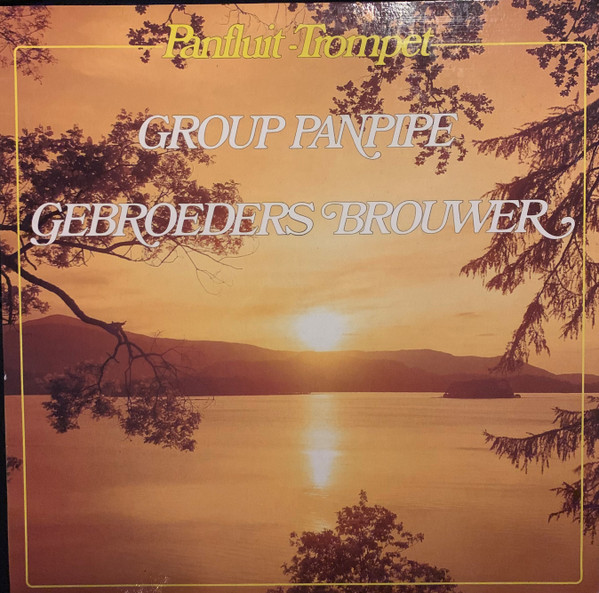 Panfluit-Trompet
GROUP PANPIPE
GEBROEDERS BROUWER